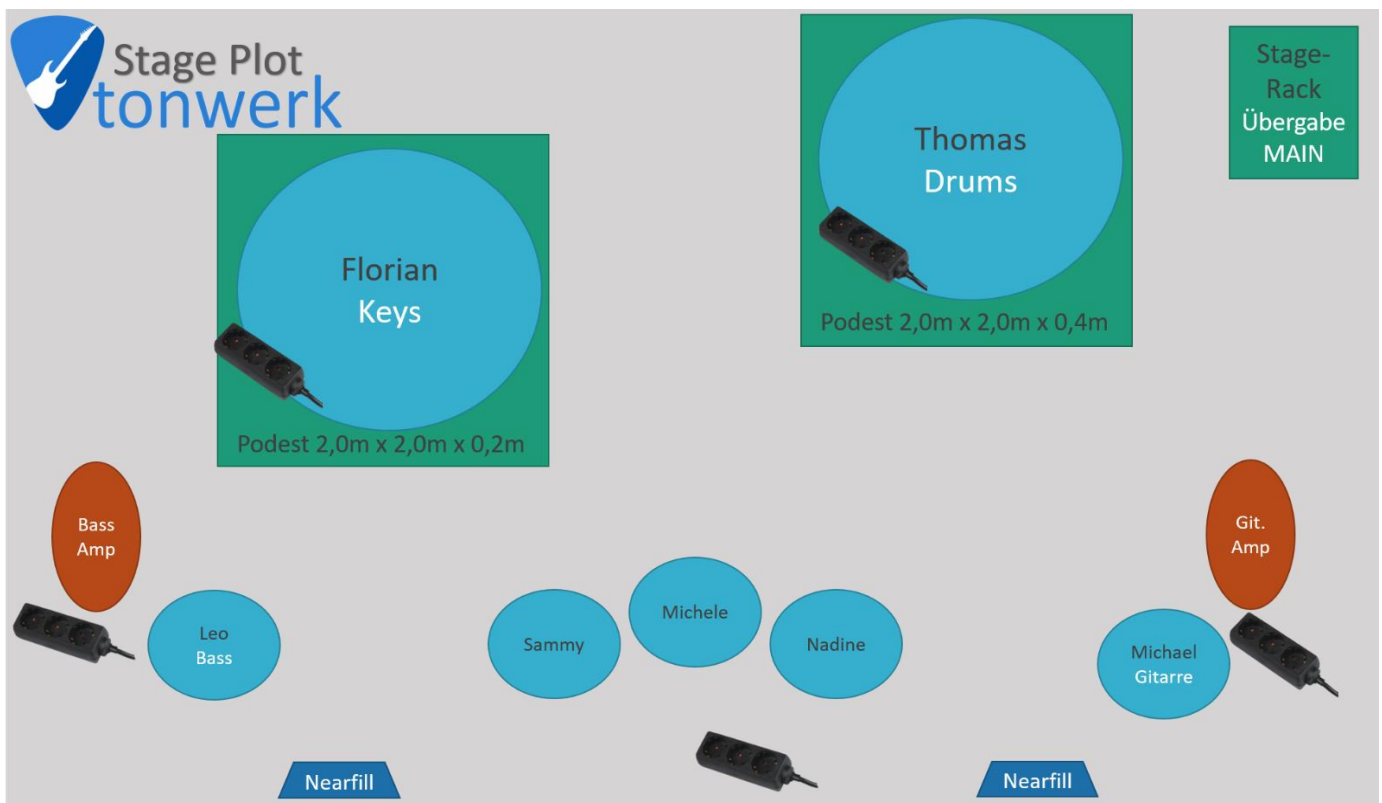 Stage Plot
tonwerk
Stage-
Rack
Übergabe
MAIN
Thomas
Drums
Podest 2,0m x 2,0m x 0,4m
Florian
Keys
Podest 2,0m x 2,0m x 0,2m
Bass
Amp
Git.
Amp
Leo
Bass
Sammy
Michele
Nadine
Michael
Gitarre
Nearfill
Nearfill